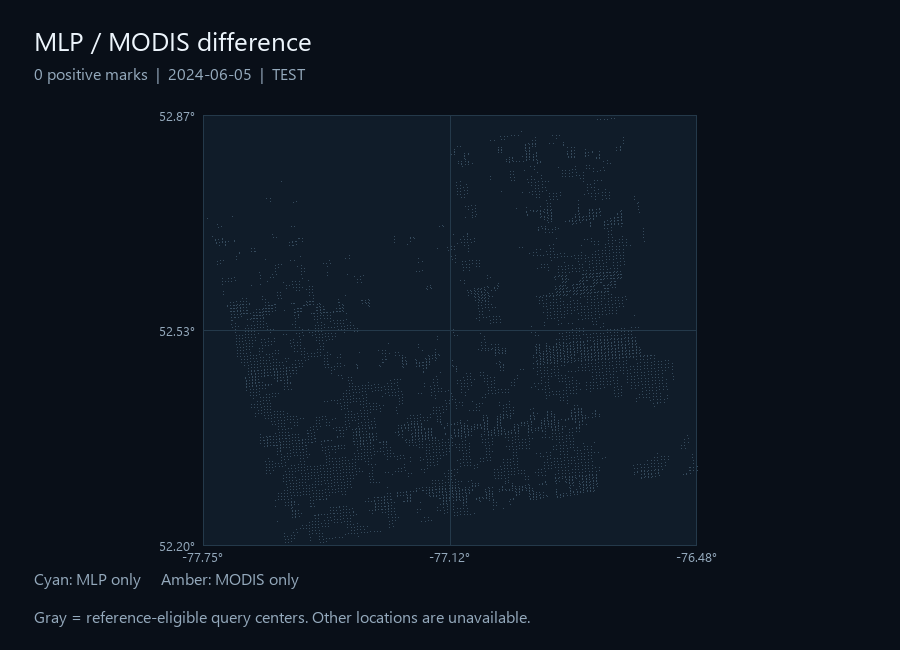 MLP / MODIS difference
0 positive marks | 2024-06-05 | TEST
52.87°
52.53°
52.20°
-77.75° -77.12° -76.48°
Cyan: MLP only Amber: MODIS only
Gray = reference-eligible query centers. Other locations are unavailable.